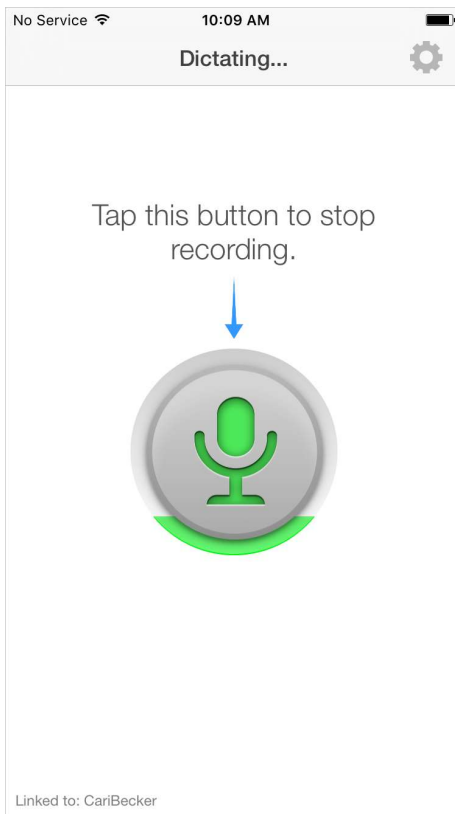 No Service 10:09 AM
Dictating...
Tap this button to stop
recording.
Linked to: CariBecker